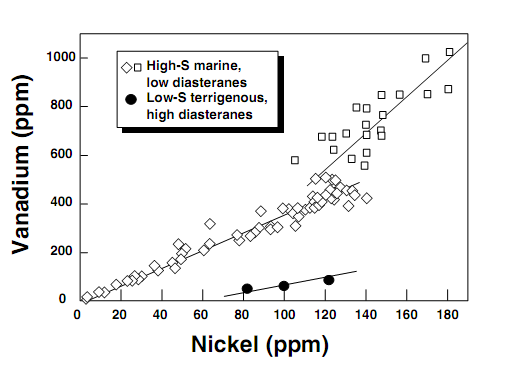 1000
800
600
400
200
0
0 20 40 60 80 100 120 140 160 180
High-S marine,
low diasteranes
Low-S terrigenous,
high diasteranes
Vanadium (ppm)
Nickel (ppm)